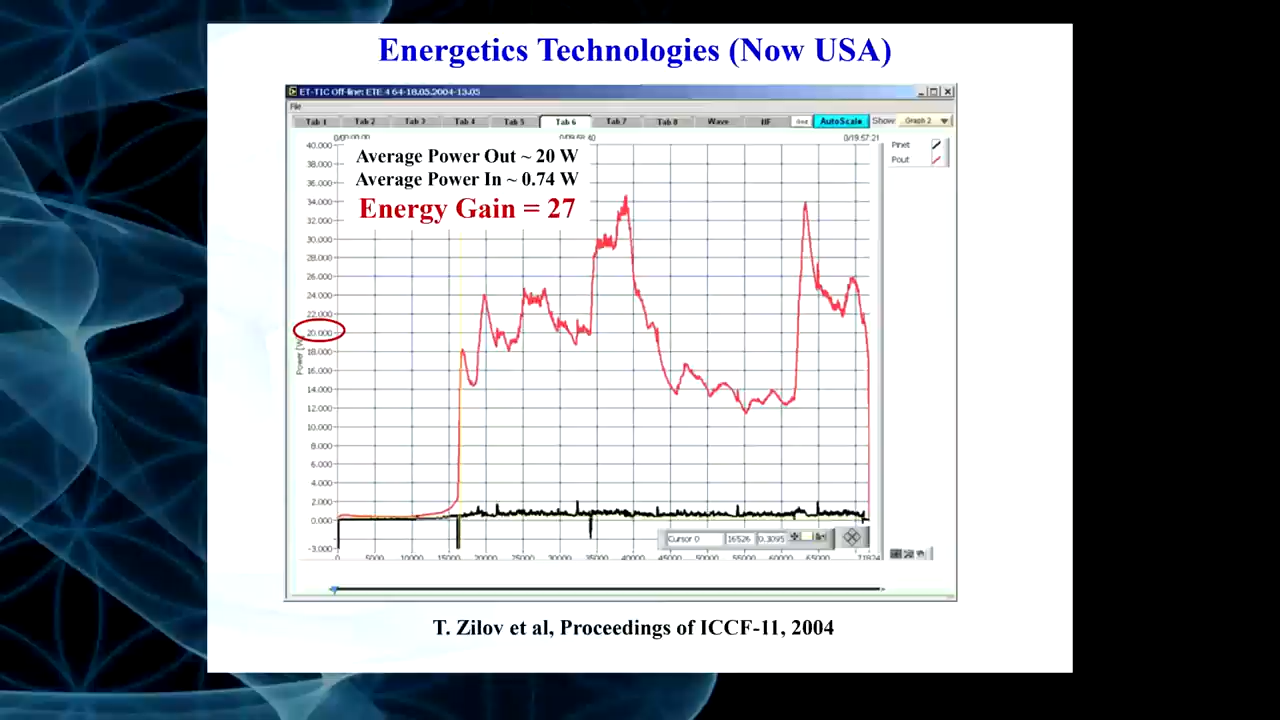 Energetics Technologies (Now USA)
ET-TIC Off-line: ETE 4 64-18.05.2004-13.05
File
Tab 1 Tab 2 Tab 3 Tab 4 Tab 5 Tab 6 Tab 7 Tab 8 Wave AutoScale Show: Graph 2
0/19.57:21
Average Power Out ~ 20 W
Average Power In ~ 0.74 W
Energy Gain = 27
Pinet
Pout
40.000
38.000
36.000
34.000
32.000
30.000
28.000
26.000
24.000
22.000
20.000
18.000
16.000
14.000
12.000
10.000
8.000
6.000
4.000
2.000
0.000
-3.000
Power [W]
Cursor 0 16526 0.3095
0 5000 10000 15000 20000 25000 30000 35000 40000 45000 50000 55000 60000 65000 71824
T. Zilov et al, Proceedings of ICCF-11, 2004